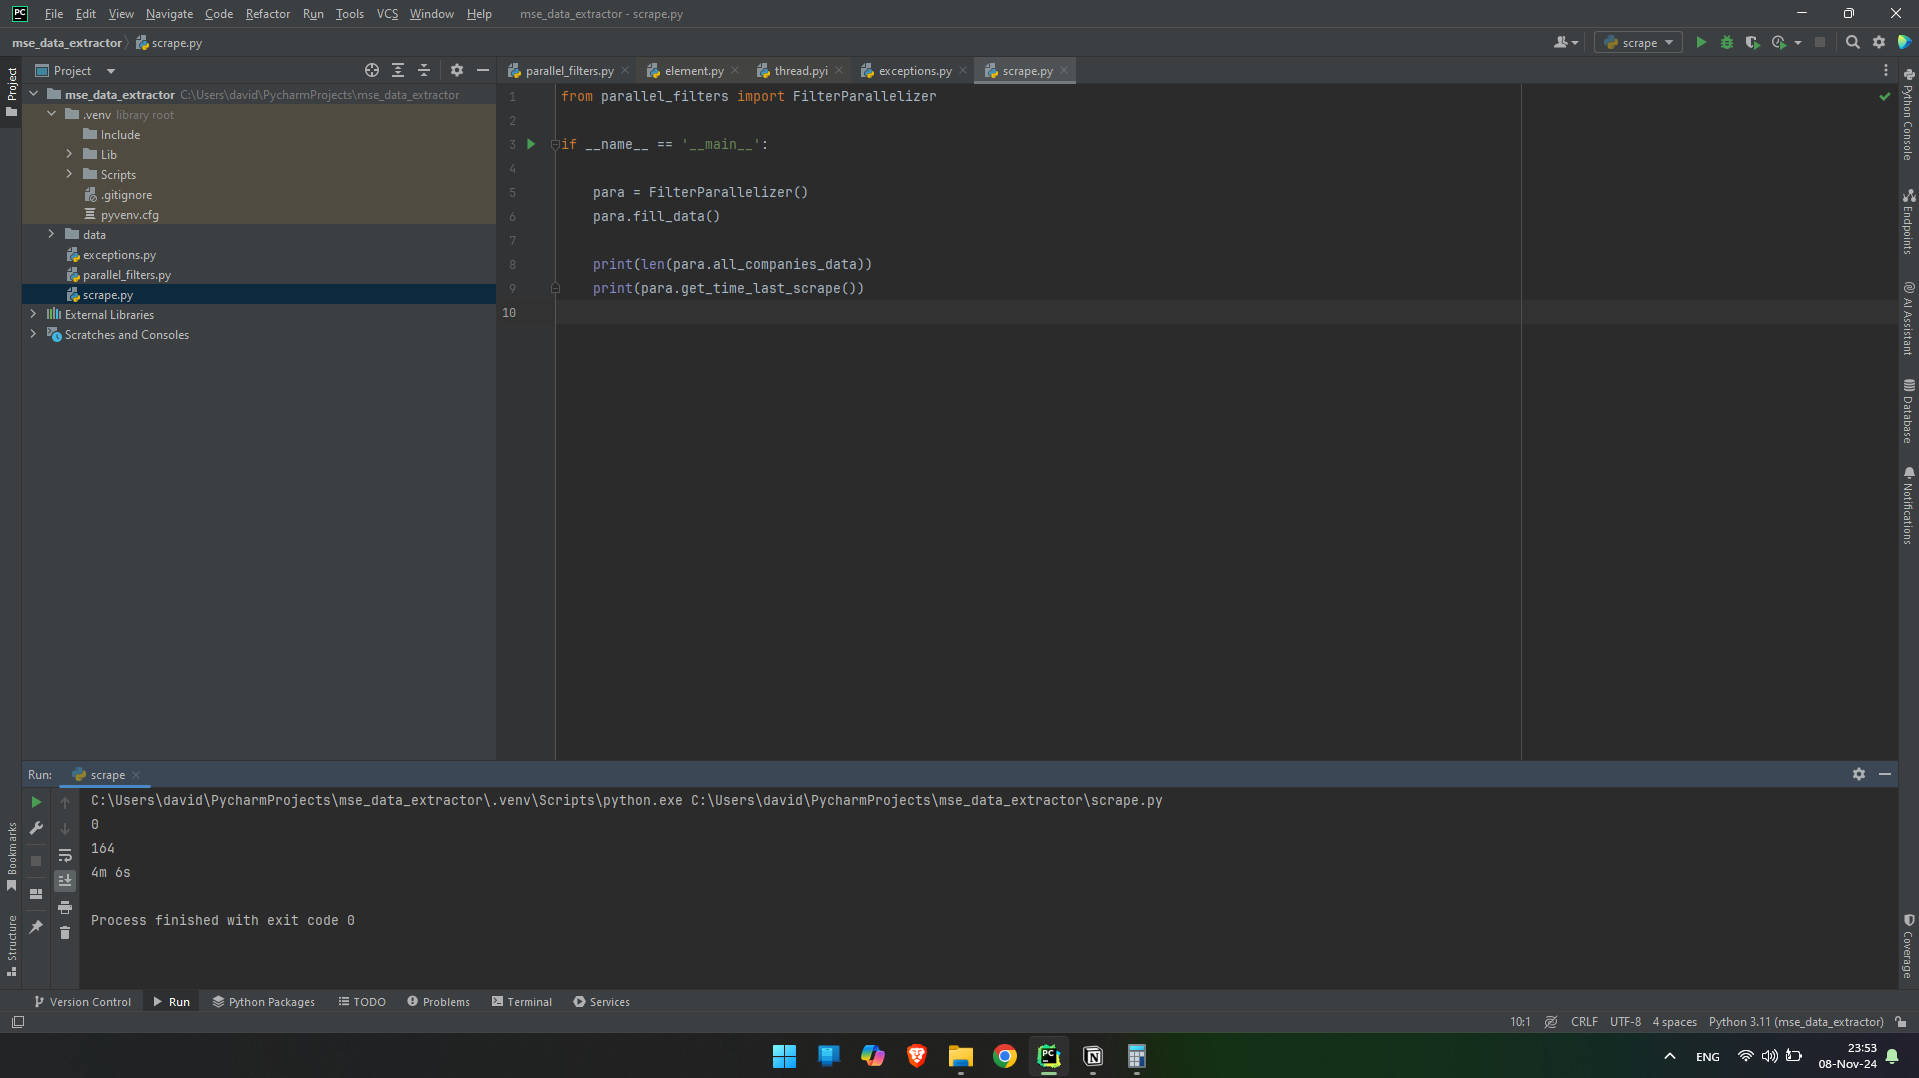 PC File Edit View Navigate Code Refactor Run Tools VCS Window Help mse_data_extractor - scrape.py
mse_data_extractor scrape.py scrape
Project
parallel_filters.py element.py thread.pyi exceptions.py scrape.py
Project
mse_data_extractor C:\Users\david\PycharmProjects\mse_data_extractor
.venv library root
Include
Lib
Scripts
.gitignore
pyvenv.cfg
data
exceptions.py
parallel_filters.py
scrape.py
External Libraries
Scratches and Consoles
1 from parallel_filters import FilterParallelizer
2
3 if __name__ == '__main__':
4
5 para = FilterParallelizer()
6 para.fill_data()
7
8 print(len(para.all_companies_data))
9 print(para.get_time_last_scrape())
10
Python Console
Endpoints
AI Assistant
Database
Notifications
Run: scrape
C:\Users\david\PycharmProjects\mse_data_extractor\.venv\Scripts\python.exe C:\Users\david\PycharmProjects\mse_data_extractor\scrape.py
0
164
4m 6s
Process finished with exit code 0
Bookmarks
Structure
Coverage
Version Control Run Python Packages TODO Problems Terminal Services
10:1 CRLF UTF-8 4 spaces Python 3.11 (mse_data_extractor)
PC N ENG 23:53
08-Nov-24